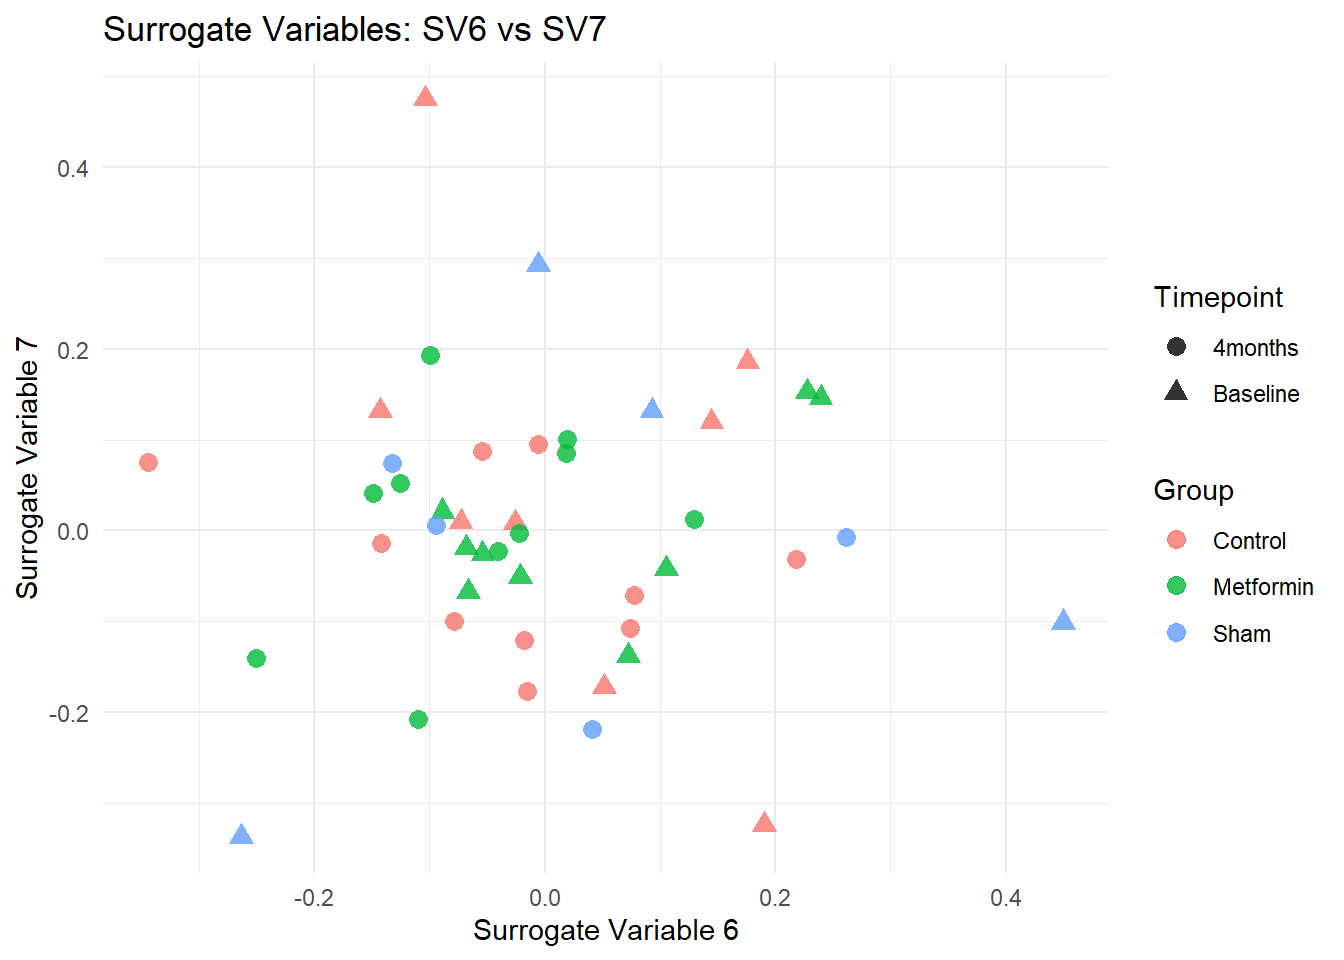 Surrogate Variables: SV6 vs SV7
0.4
0.2
0.0
-0.2
Surrogate Variable 7
-0.2
0.0
0.2
0.4
Surrogate Variable 6
Timepoint
4months
Baseline
Group
Control
Metformin
Sham